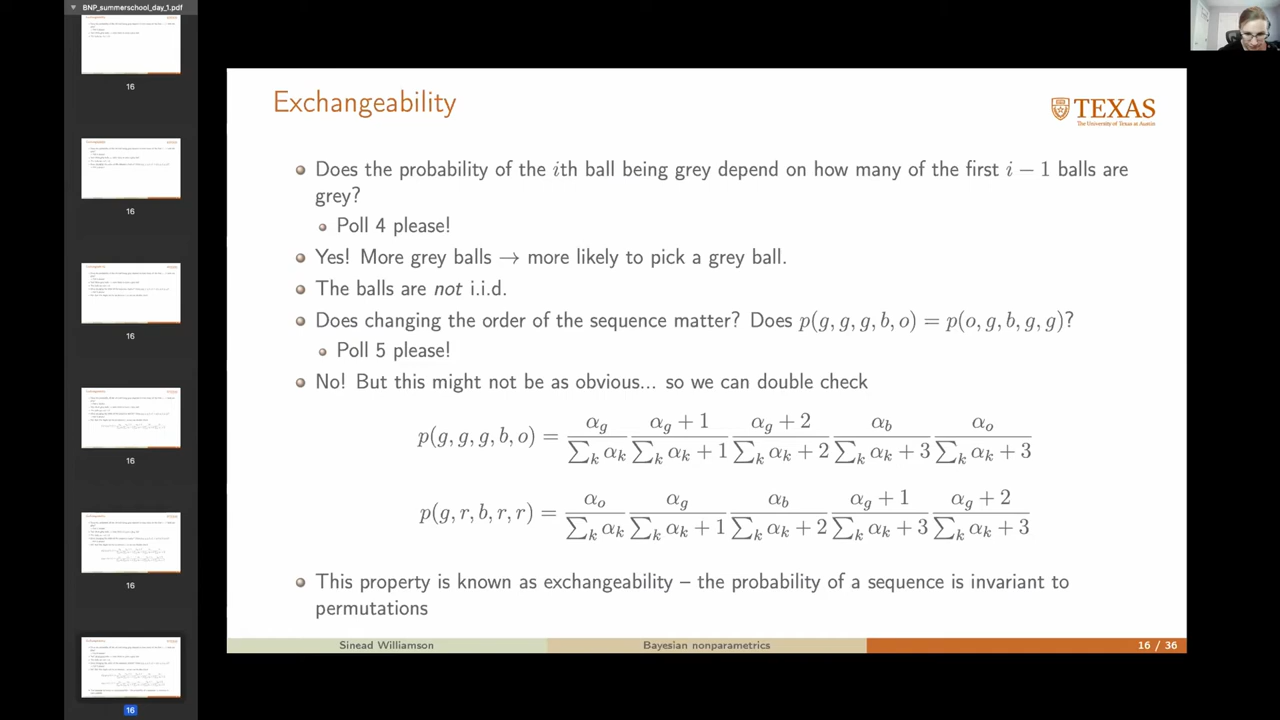 BNP_summerschool_day_1.pdf
16
16
16
16
16
16
Exchangeability
TEXAS
The University of Texas at Austin
Does the probability of the ith ball being grey depend on how many of the first i − 1 balls are
grey?
Poll 4 please!
Yes! More grey balls → more likely to pick a grey ball.
The balls are not i.i.d.
Does changing the order of the sequence matter? Does p(g, g, g, b, o) = p(o, g, b, g, g)?
Poll 5 please!
No! But this might not be as obvious... so we can double check
p(g, g, g, b, o) = α_g / ∑_k α_k · (α_g + 1) / (∑_k α_k + 1) · (α_g + 2) / (∑_k α_k + 2) · α_b / (∑_k α_k + 3) · α_o / (∑_k α_k + 3)
p(g, r, b, r, r) = α_o / ∑_k α_k · α_g / (∑_k α_k + 1) · α_b / (∑_k α_k + 2) · (α_g + 1) / (∑_k α_k + 3) · (α_g + 2) / (∑_k α_k + 3)
This property is known as exchangeability – the probability of a sequence is invariant to
permutations
Sinead Williamson
Bayesian nonparametrics
16 / 36